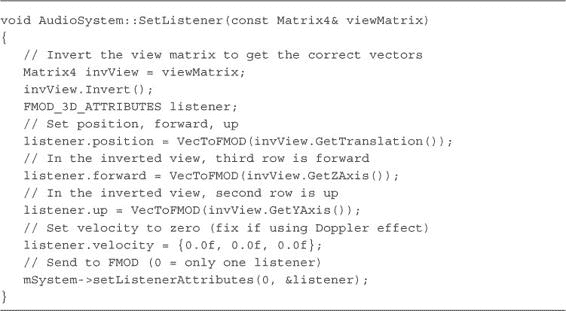 void AudioSystem::SetListener(const Matrix4& viewMatrix)
{
   // Invert the view matrix to get the correct vectors
   Matrix4 invView = viewMatrix;
   invView.Invert();
   FMOD_3D_ATTRIBUTES listener;
   // Set position, forward, up
   listener.position = VecToFMOD(invView.GetTranslation());
   // In the inverted view, third row is forward
   listener.forward = VecToFMOD(invView.GetZAxis());
   // In the inverted view, second row is up
   listener.up = VecToFMOD(invView.GetYAxis());
   // Set velocity to zero (fix if using Doppler effect)
   listener.velocity = {0.0f, 0.0f, 0.0f};
   // Send to FMOD (0 = only one listener)
   mSystem->setListenerAttributes(0, &listener);
}